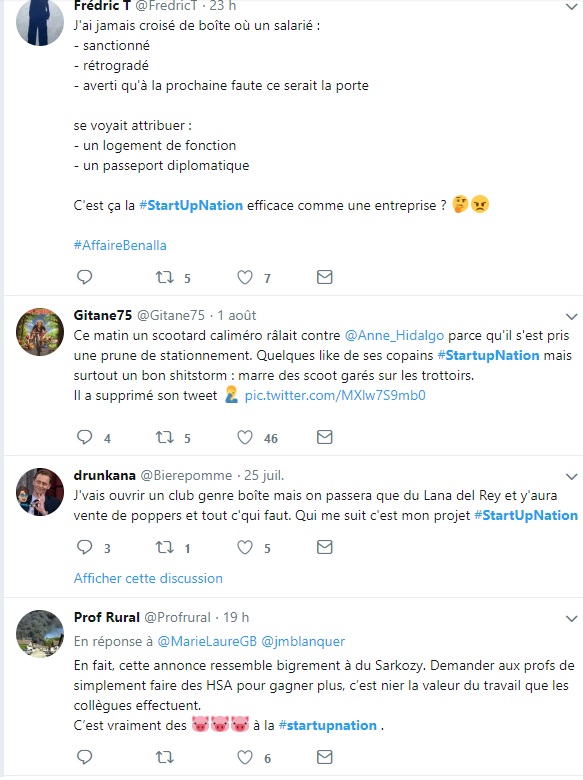 Frédric T @FredricT · 23 h
J'ai jamais croisé de boîte où un salarié :
- sanctionné
- rétrogradé
- averti qu'à la prochaine faute ce serait la porte
se voyait attribuer :
- un logement de fonction
- un passeport diplomatique
C'est ça la #StartUpNation efficace comme une entreprise ? 🤔😠
#AffaireBenalla
5 7
Gitane75 @Gitane75 · 1 août
Ce matin un scootard caliméro râlait contre @Anne_Hidalgo parce qu'il s'est pris
une prune de stationnement. Quelques like de ses copains #StartupNation mais
surtout un bon shitstorm : marre des scoot garés sur les trottoirs.
Il a supprimé son tweet 🤦‍♂️ pic.twitter.com/MXlw7S9mb0
4 5 46
drunkana @Bierepomme · 25 juil.
J'vais ouvrir un club genre boîte mais on passera que du Lana del Rey et y'aura
vente de poppers et tout c'qui faut. Qui me suit c'est mon projet #StartUpNation
3 1 5
Afficher cette discussion
Prof Rural @Profrural · 19 h
En réponse à @MarieLaureGB @jmblanquer
En fait, cette annonce ressemble bigrement à du Sarkozy. Demander aux profs de
simplement faire des HSA pour gagner plus, c'est nier la valeur du travail que les
collègues effectuent.
C'est vraiment des 🐷🐷🐷 à la #startupnation .
6